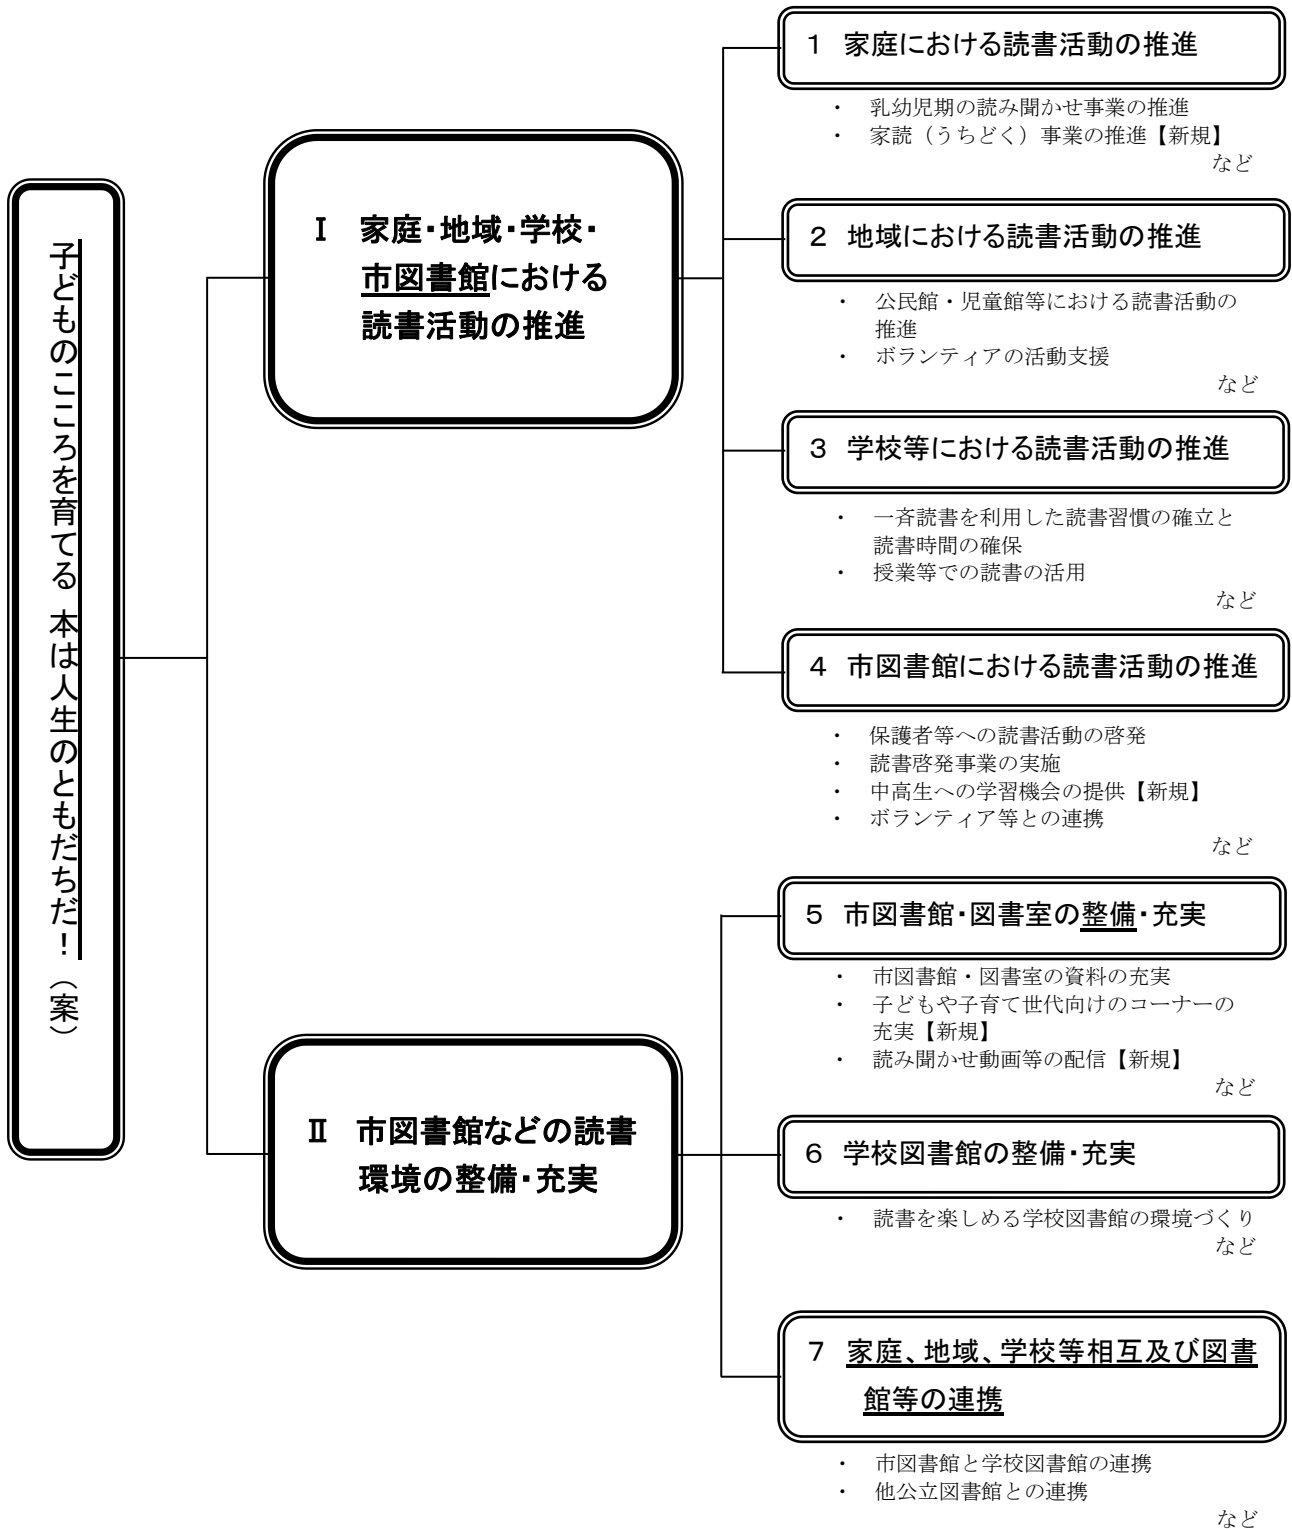 子どものこころを育てる 本は人生のともだちだ！（案）
Ⅰ 家庭・地域・学校・
市図書館における
読書活動の推進
1 家庭における読書活動の推進
・ 乳幼児期の読み聞かせ事業の推進
・ 家読（うちどく）事業の推進【新規】
など
2 地域における読書活動の推進
・ 公民館・児童館等における読書活動の
推進
・ ボランティアの活動支援
など
3 学校等における読書活動の推進
・ 一斉読書を利用した読書習慣の確立と
読書時間の確保
・ 授業等での読書の活用
など
4 市図書館における読書活動の推進
・ 保護者等への読書活動の啓発
・ 読書啓発事業の実施
・ 中高生への学習機会の提供【新規】
・ ボランティア等との連携
など
Ⅱ 市図書館などの読書
環境の整備・充実
5 市図書館・図書室の整備・充実
・ 市図書館・図書室の資料の充実
・ 子どもや子育て世代向けのコーナーの
充実【新規】
・ 読み聞かせ動画等の配信【新規】
など
6 学校図書館の整備・充実
・ 読書を楽しめる学校図書館の環境づくり
など
7 家庭、地域、学校等相互及び図書
館等の連携
・ 市図書館と学校図書館の連携
・ 他公立図書館との連携
など